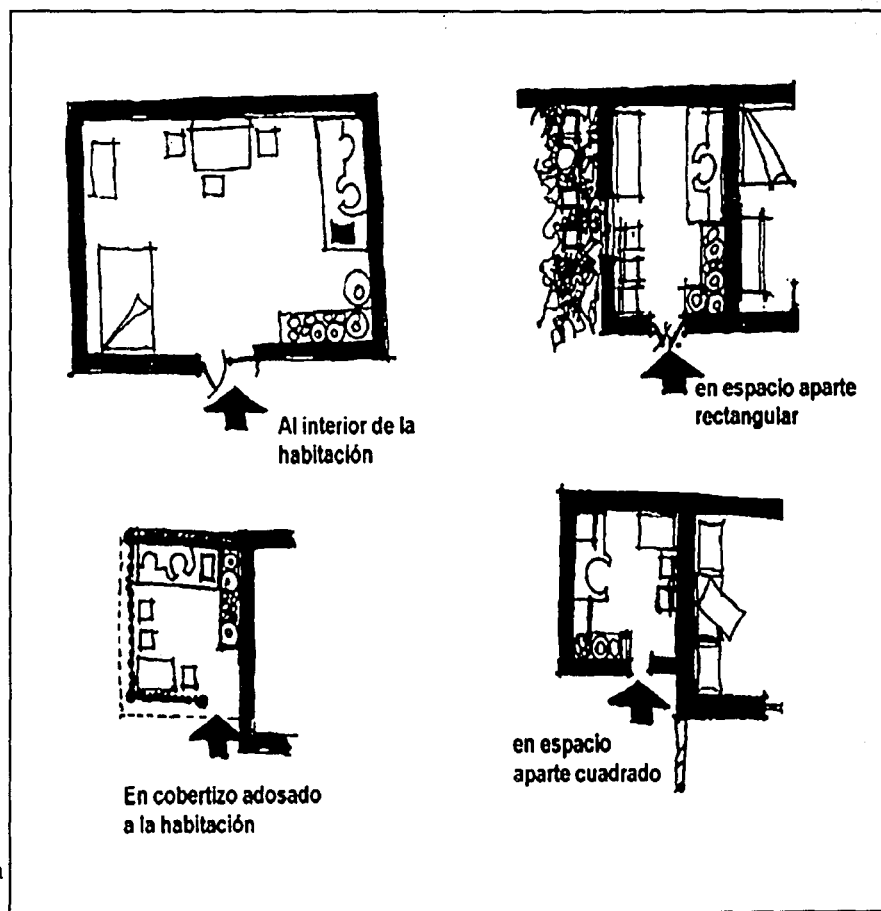 Al interior de la
habitación
en espacio aparte
rectangular
En cobertizo adosado
a la habitación
en espacio
aparte cuadrado